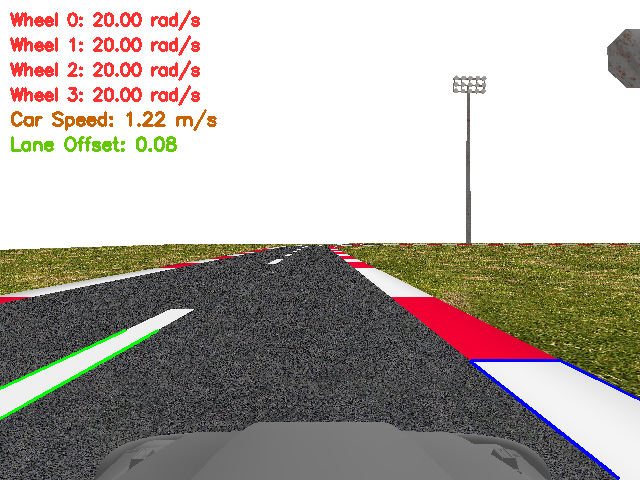 Wheel 0: 20.00 rad/s
Wheel 1: 20.00 rad/s
Wheel 2: 20.00 rad/s
Wheel 3: 20.00 rad/s
Car Speed: 1.22 m/s
Lane Offset: 0.08